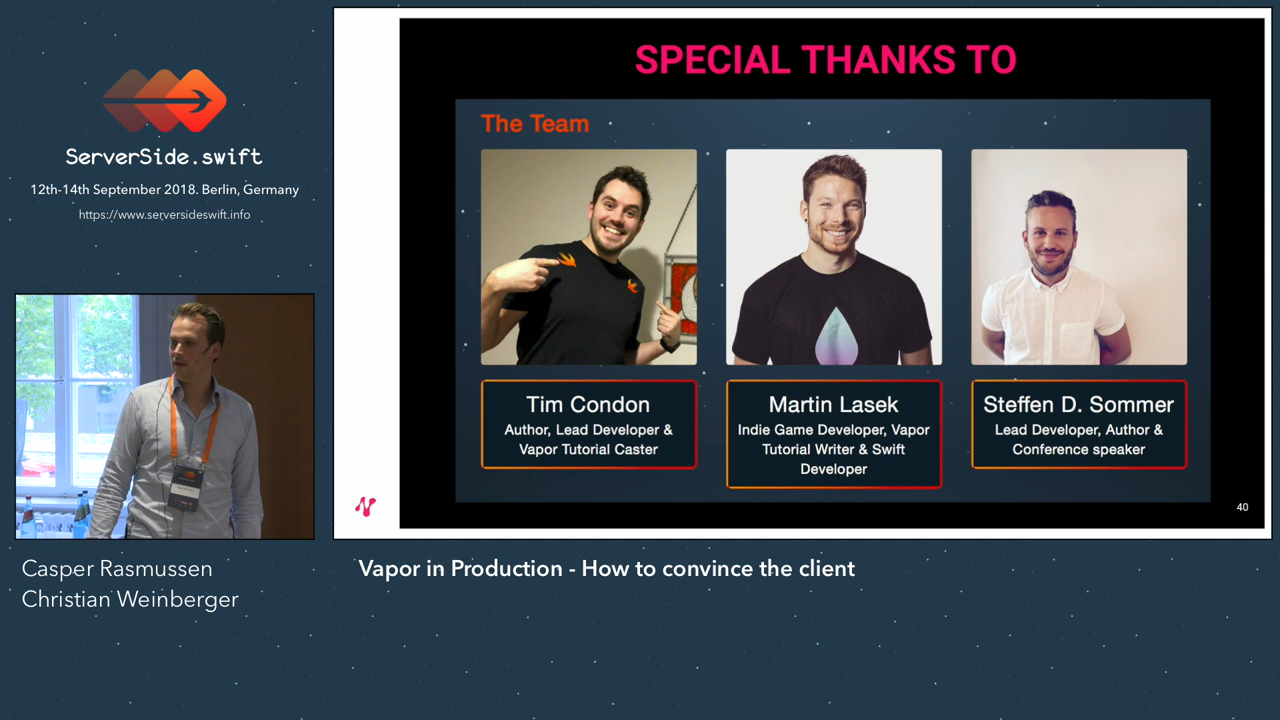 ServerSide.swift
12th-14th September 2018. Berlin, Germany
https://www.serversideswift.info
SPECIAL THANKS TO
The Team
Tim Condon
Author, Lead Developer &
Vapor Tutorial Caster
Martin Lasek
Indie Game Developer, Vapor
Tutorial Writer & Swift
Developer
Steffen D. Sommer
Lead Developer, Author &
Conference speaker
40
Casper Rasmussen
Christian Weinberger
Vapor in Production - How to convince the client